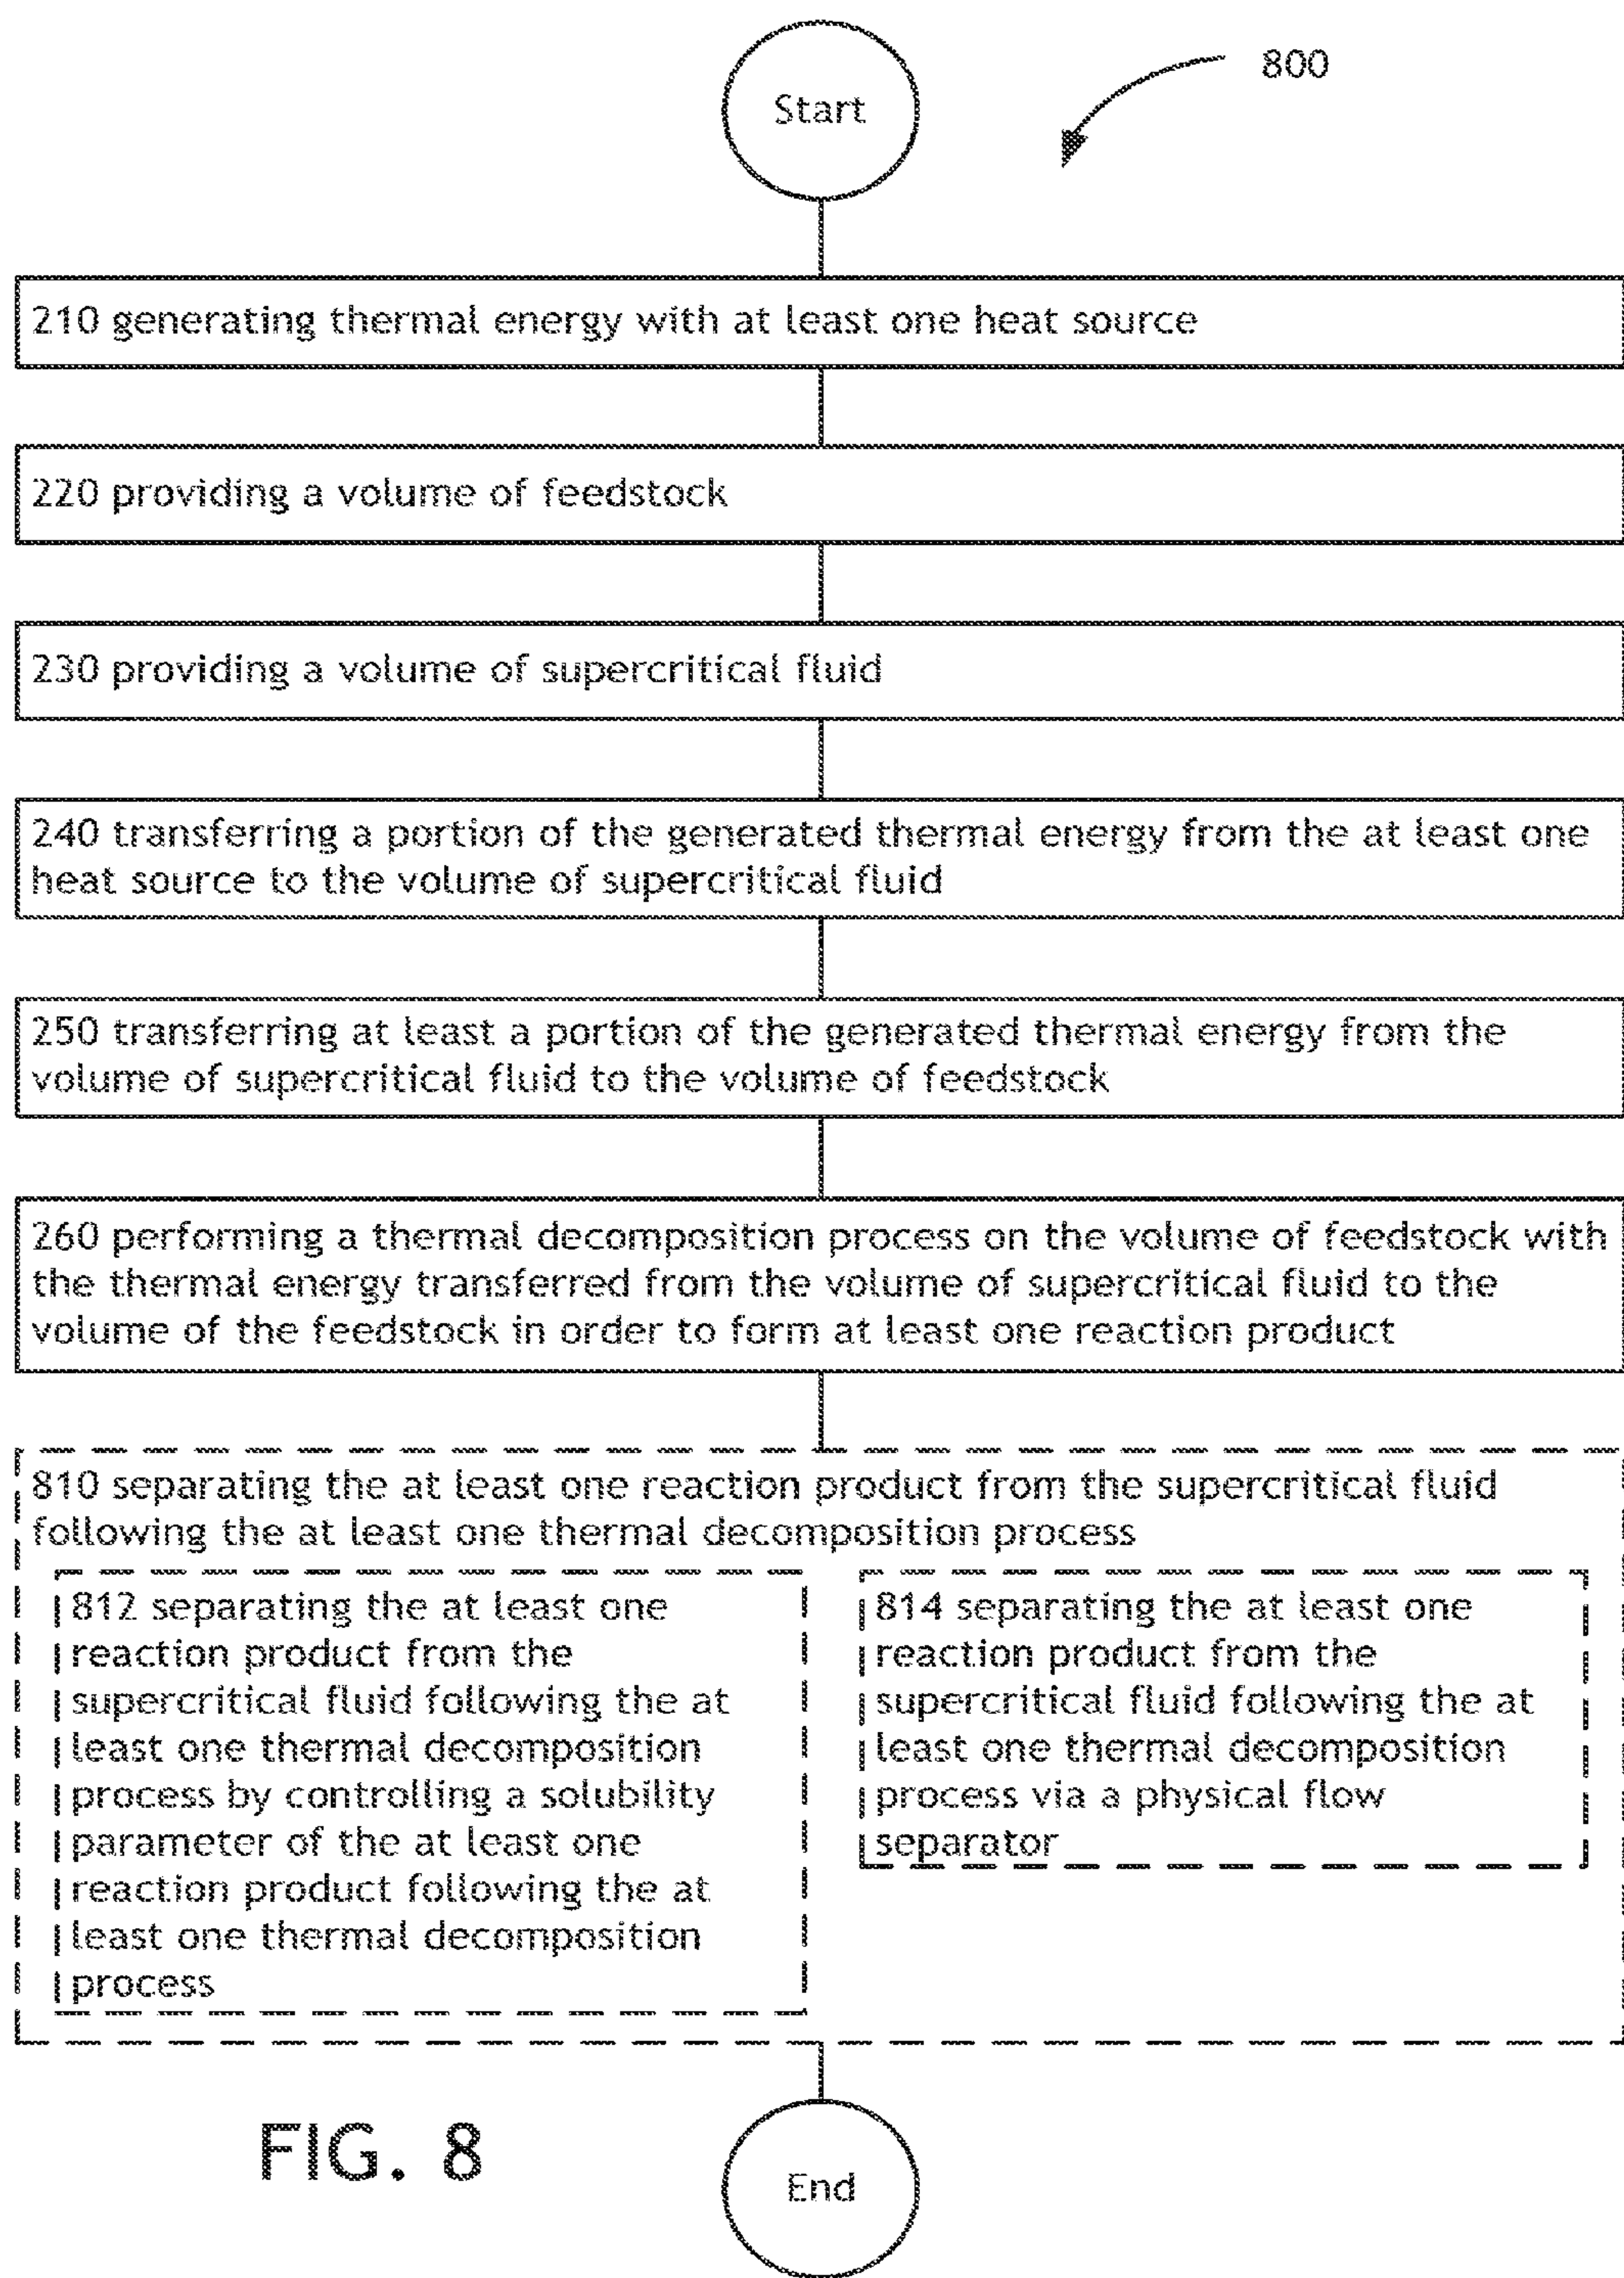 800
Start
210 generating thermal energy with at least one heat source
220 providing a volume of feedstock
230 providing a volume of supercritical fluid
240 transferring a portion of the generated thermal energy from the at least one
heat source to the volume of supercritical fluid
250 transferring at least a portion of the generated thermal energy from the
volume of supercritical fluid to the volume of feedstock
260 performing a thermal decomposition process on the volume of feedstock with
the thermal energy transferred from the volume of supercritical fluid to the
volume of the feedstock in order to form at least one reaction product
810 separating the at least one reaction product from the supercritical fluid
following the at least one thermal decomposition process
812 separating the at least one
reaction product from the
supercritical fluid following the at
least one thermal decomposition
process by controlling a solubility
parameter of the at least one
reaction product following the at
least one thermal decomposition
process
814 separating the at least one
reaction product from the
supercritical fluid following the at
least one thermal decomposition
process via a physical flow
separator
FIG. 8
End